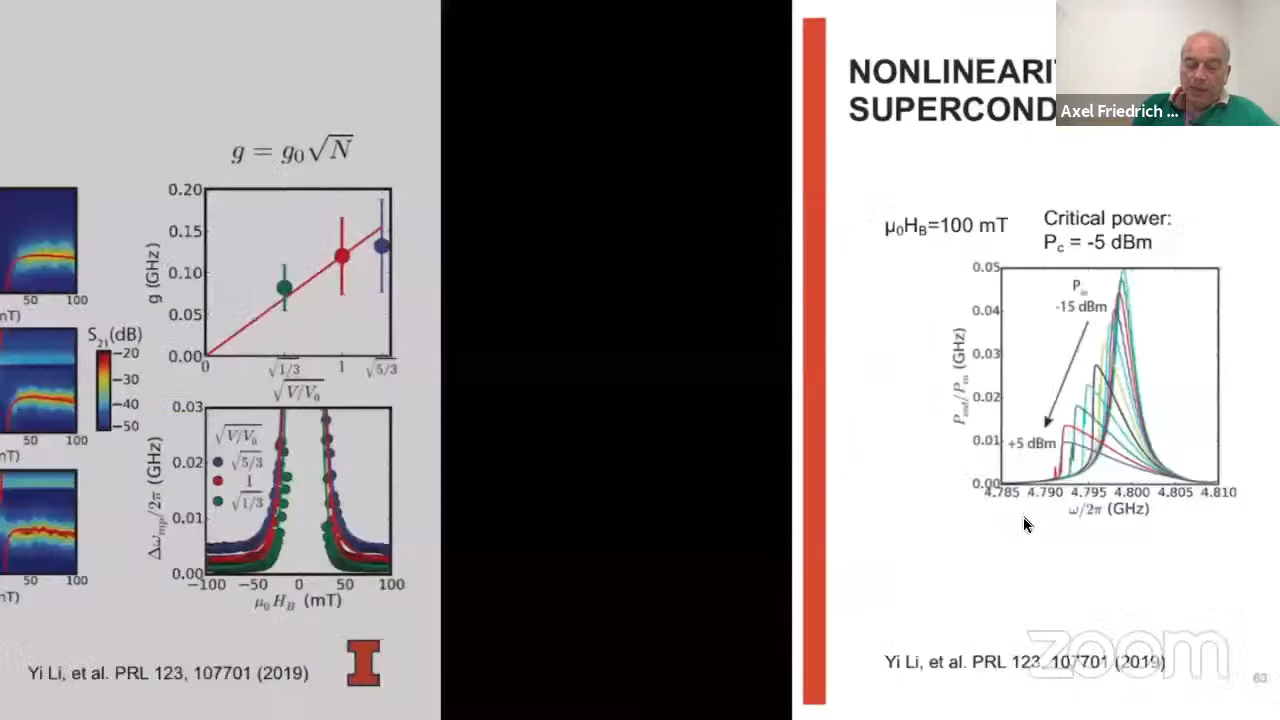 g = g₀√N
0.20
0.15
0.10
0.05
0.00
g (GHz)
0
√1/3
1
√5/3
√V/V₀
50
100
mT)
50
100
mT)
50
100
mT)
S₂₁(dB)
−20
−30
−40
−50
0.03
0.02
0.01
0.00
Δωₘₚ/2π (GHz)
√V/V₀
√5/3
1
√1/3
−100
−50
0
50
100
μ₀H_B (mT)
Yi Li, et al. PRL 123, 107701 (2019)
I
NONLINEARI
SUPERCOND
Axel Friedrich ...
μ₀H_B=100 mT
Critical power:
P_c = -5 dBm
0.05
0.04
0.03
0.02
0.01
0.00
P_in
-15 dBm
+5 dBm
4.785
4.790
4.795
4.800
4.805
4.810
ω/2π (GHz)
Yi Li, et al. PRL 123, 107701 (2019)
zoom
63